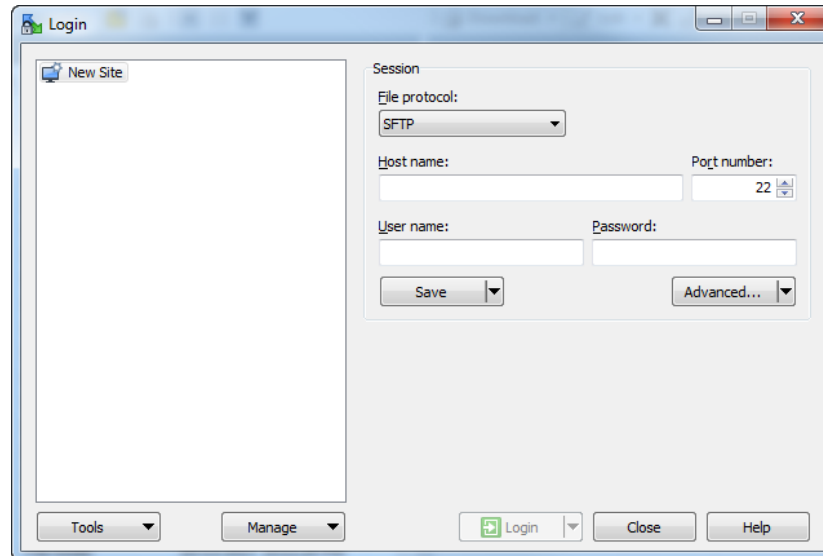 Login
New Site
Session
File protocol:
SFTP
Host name:
Port number:
22
User name:
Password:
Save
Advanced...
Tools
Manage
Login
Close
Help